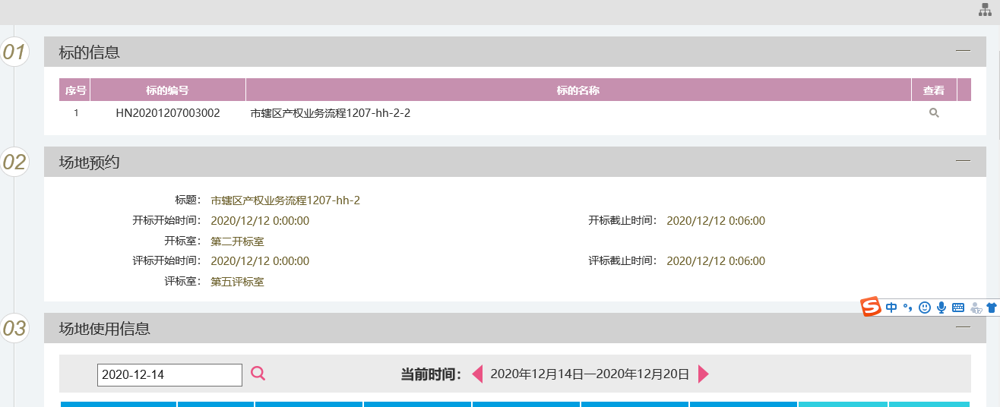 01
标的信息
序号 标的编号 标的名称 查看
1 HN20201207003002 市辖区产权业务流程1207-hh-2-2
02
场地预约
标题： 市辖区产权业务流程1207-hh-2
开标开始时间： 2020/12/12 0:00:00 开标截止时间： 2020/12/12 0:06:00
开标室： 第二开标室
评标开始时间： 2020/12/12 0:00:00 评标截止时间： 2020/12/12 0:06:00
评标室： 第五评标室
S 中
03
场地使用信息
2020-12-14 当前时间： 2020年12月14日—2020年12月20日